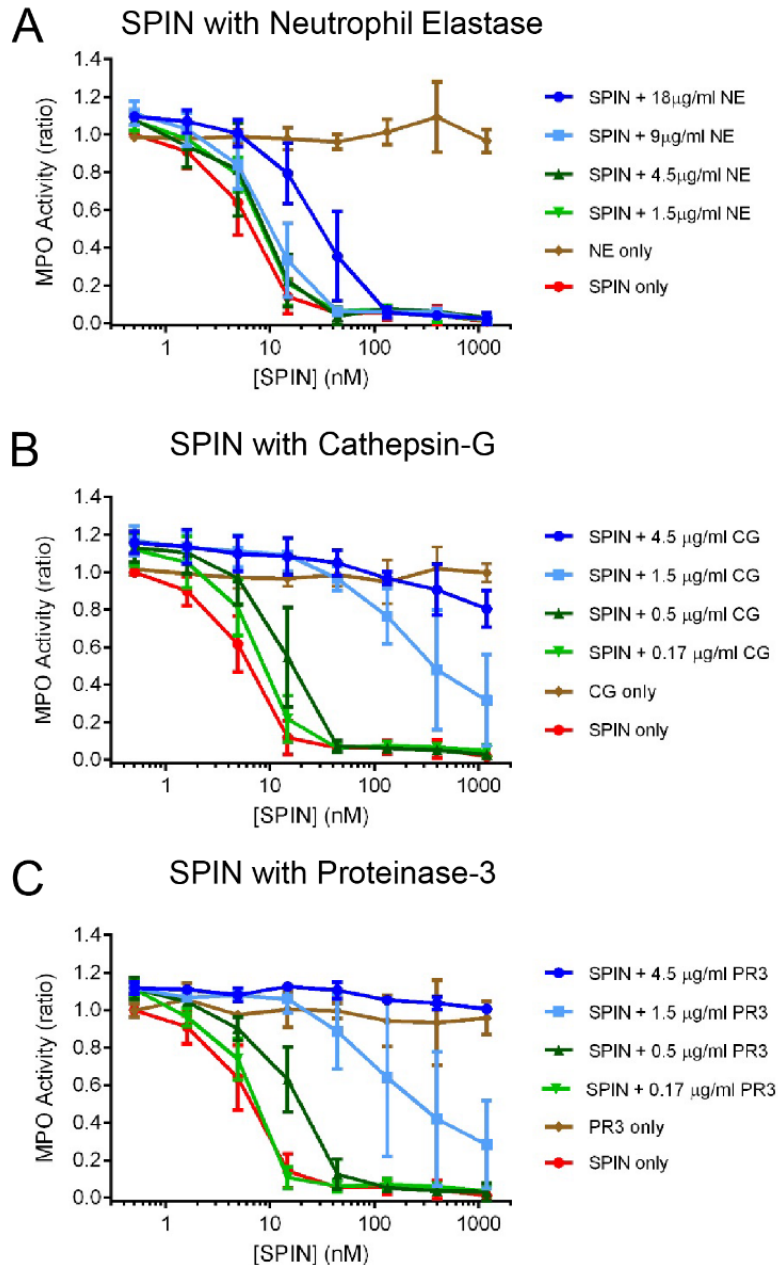 A
SPIN with Neutrophil Elastase
1.4
1.2
1.0
0.8
0.6
0.4
0.2
0.0
MPO Activity (ratio)
1
10
100
1000
[SPIN] (nM)
SPIN + 18μg/ml NE
SPIN + 9μg/ml NE
SPIN + 4.5μg/ml NE
SPIN + 1.5μg/ml NE
NE only
SPIN only
B
SPIN with Cathepsin-G
1.4
1.2
1.0
0.8
0.6
0.4
0.2
0.0
MPO Activity (ratio)
1
10
100
1000
[SPIN] (nM)
SPIN + 4.5 μg/ml CG
SPIN + 1.5 μg/ml CG
SPIN + 0.5 μg/ml CG
SPIN + 0.17 μg/ml CG
CG only
SPIN only
C
SPIN with Proteinase-3
1.4
1.2
1.0
0.8
0.6
0.4
0.2
0.0
MPO Activity (ratio)
1
10
100
1000
[SPIN] (nM)
SPIN + 4.5 μg/ml PR3
SPIN + 1.5 μg/ml PR3
SPIN + 0.5 μg/ml PR3
SPIN + 0.17 μg/ml PR3
PR3 only
SPIN only